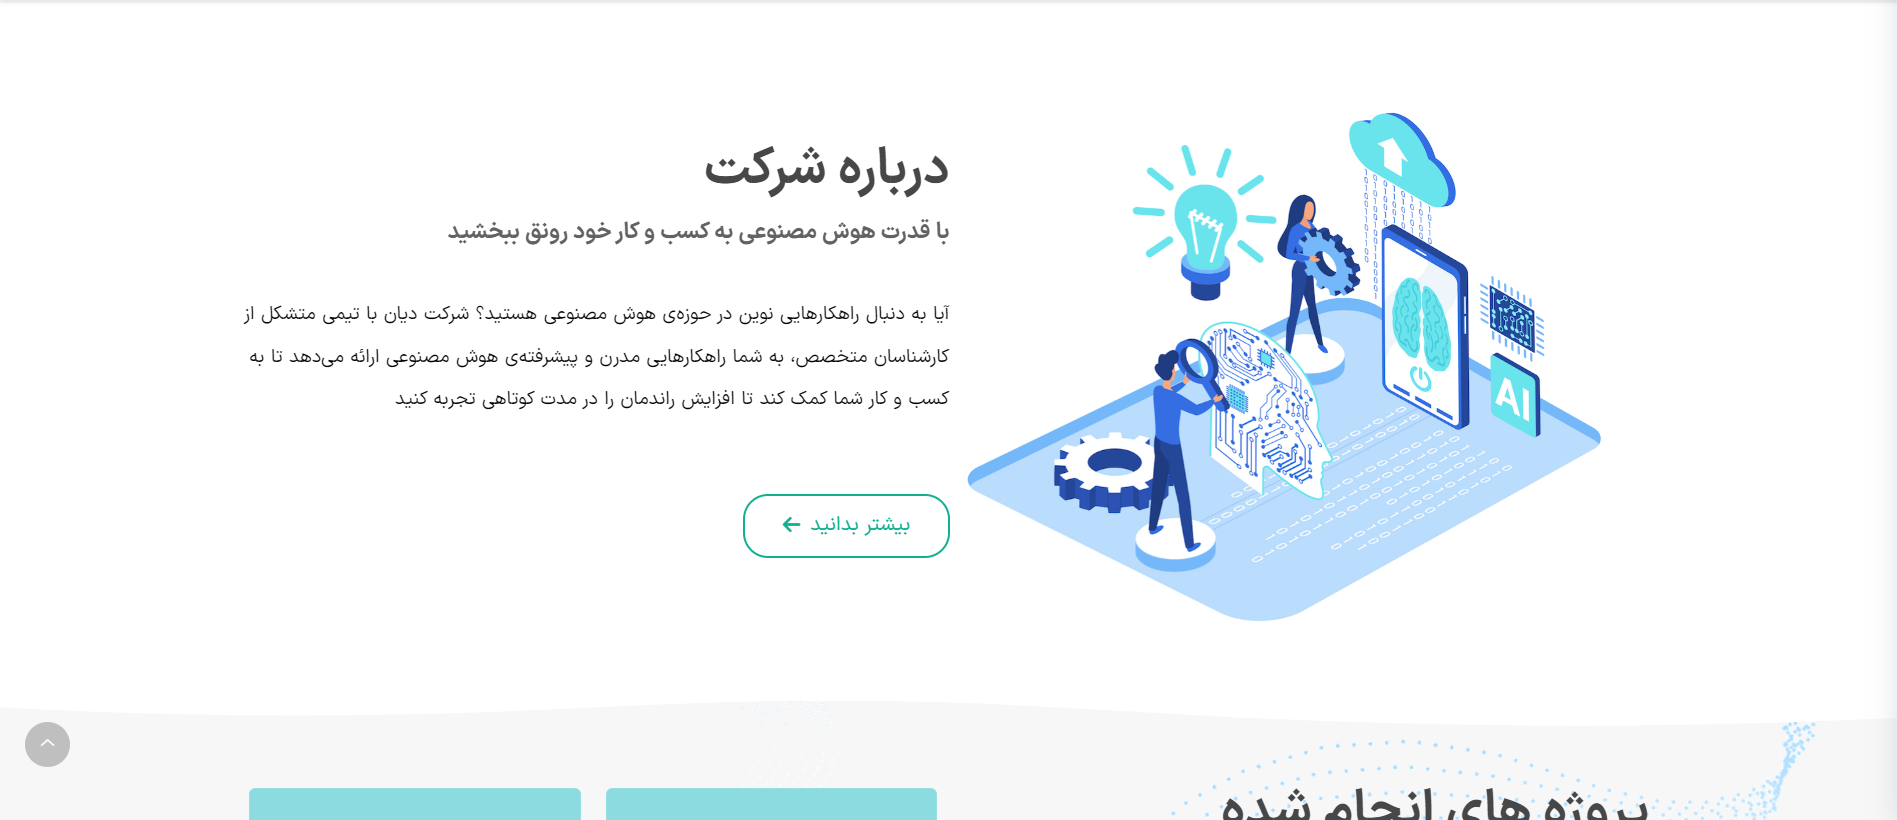 درباره شرکت
با قدرت هوش مصنوعی به کسب و کار خود رونق ببخشید
آیا به دنبال راهکارهایی نوین در حوزه‌ی هوش مصنوعی هستید؟ شرکت دیان با تیمی متشکل از
کارشناسان متخصص، به شما راهکارهایی مدرن و پیشرفته‌ی هوش مصنوعی ارائه می‌دهد تا به
کسب و کار شما کمک کند تا افزایش راندمان را در مدت کوتاهی تجربه کنید
بیشتر بدانید
AI
پروژه های انجام شده